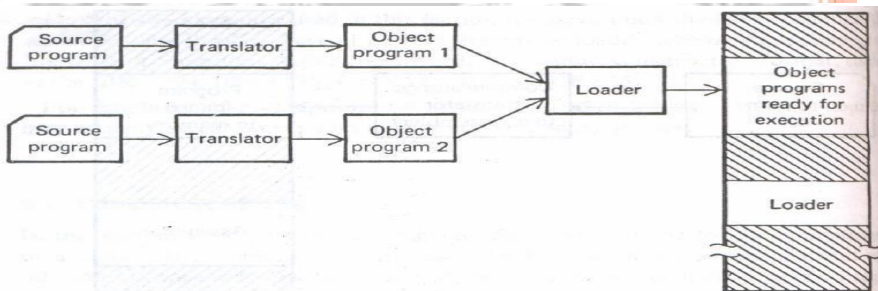 Source
program
Translator
Object
program 1
Loader
Object
programs
ready for
execution
Source
program
Translator
Object
program 2
Loader